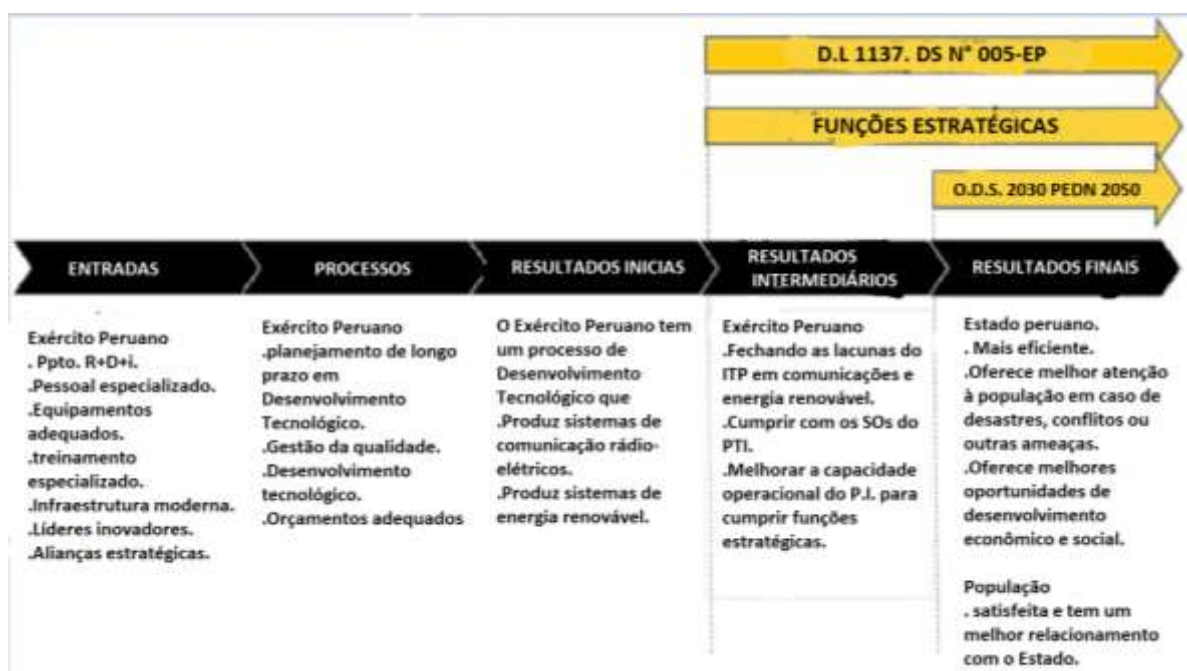 D.L 1137. DS N° 005-EP
FUNÇÕES ESTRATÉGICAS
O.D.S. 2030 PEDN 2050
ENTRADAS
PROCESSOS
RESULTADOS INICIAS
RESULTADOS
INTERMEDIÁRIOS
RESULTADOS FINAIS
Exército Peruano
. Ppto. R+D+i.
.Pessoal especializado.
.Equipamentos
adequados.
.treinamento
especializado.
.Infraestrutura moderna.
.Líderes inovadores.
.Alianças estratégicas.
Exército Peruano
.planejamento de longo
prazo em
Desenvolvimento
Tecnológico.
.Gestão da qualidade.
.Desenvolvimento
tecnológico.
.Orçamentos adequados
O Exército Peruano tem
um processo de
Desenvolvimento
Tecnológico que
.Produz sistemas de
comunicação rádio-
elétricos.
.Produz sistemas de
energia renovável.
Exército Peruano
.Fechando as lacunas do
ITP em comunicações e
energia renovável.
.Cumprir com os SOs do
PTI.
.Melhorar a capacidade
operacional do P.I. para
cumprir funções
estratégicas.
Estado peruano.
. Mais eficiente.
.Oferece melhor atenção
à população em caso de
desastres, conflitos ou
outras ameaças.
.Oferece melhores
oportunidades de
desenvolvimento
econômico e social.
População
. satisfeita e tem um
melhor relacionamento
com o Estado.